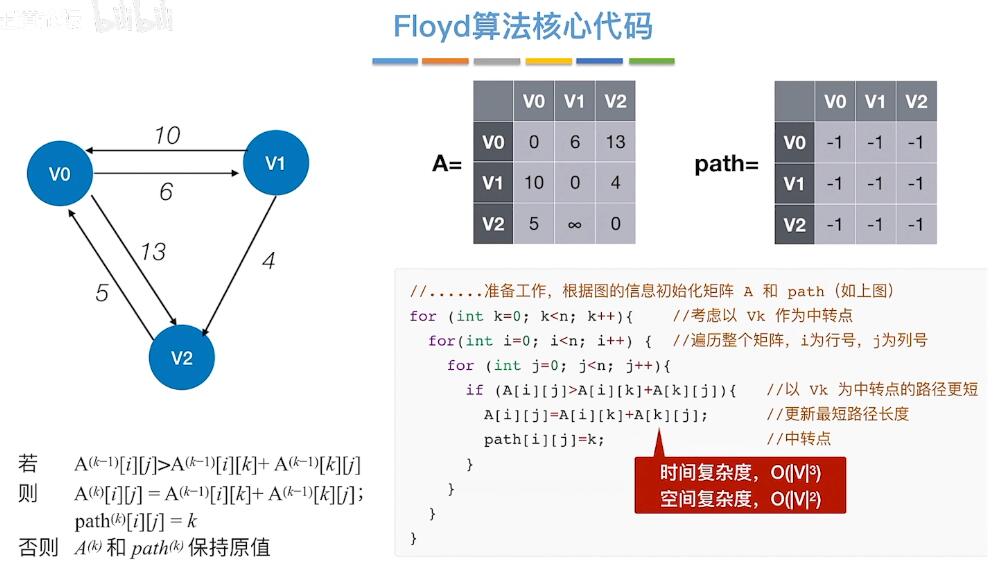 bilibili
Floyd算法核心代码
10
6
13
5
4
V0
V1
V2
A=
V0 V1 V2
V0 0 6 13
V1 10 0 4
V2 5 ∞ 0
path=
V0 V1 V2
V0 -1 -1 -1
V1 -1 -1 -1
V2 -1 -1 -1
//......准备工作，根据图的信息初始化矩阵 A 和 path（如上图）
for (int k=0; k<n; k++){ //考虑以 Vk 作为中转点
for(int i=0; i<n; i++) { //遍历整个矩阵，i为行号，j为列号
for (int j=0; j<n; j++){
if (A[i][j]>A[i][k]+A[k][j]){ //以 Vk 为中转点的路径更短
A[i][j]=A[i][k]+A[k][j]; //更新最短路径长度
path[i][j]=k; //中转点
}
}
}
}
时间复杂度，O(|V|³)
空间复杂度，O(|V|²)
若 A⁽ᵏ⁻¹⁾[i][j]>A⁽ᵏ⁻¹⁾[i][k]+ A⁽ᵏ⁻¹⁾[k][j]
则 A⁽ᵏ⁾[i][j] = A⁽ᵏ⁻¹⁾[i][k]+ A⁽ᵏ⁻¹⁾[k][j];
path⁽ᵏ⁾[i][j] = k
否则 A⁽ᵏ⁾ 和 path⁽ᵏ⁾ 保持原值